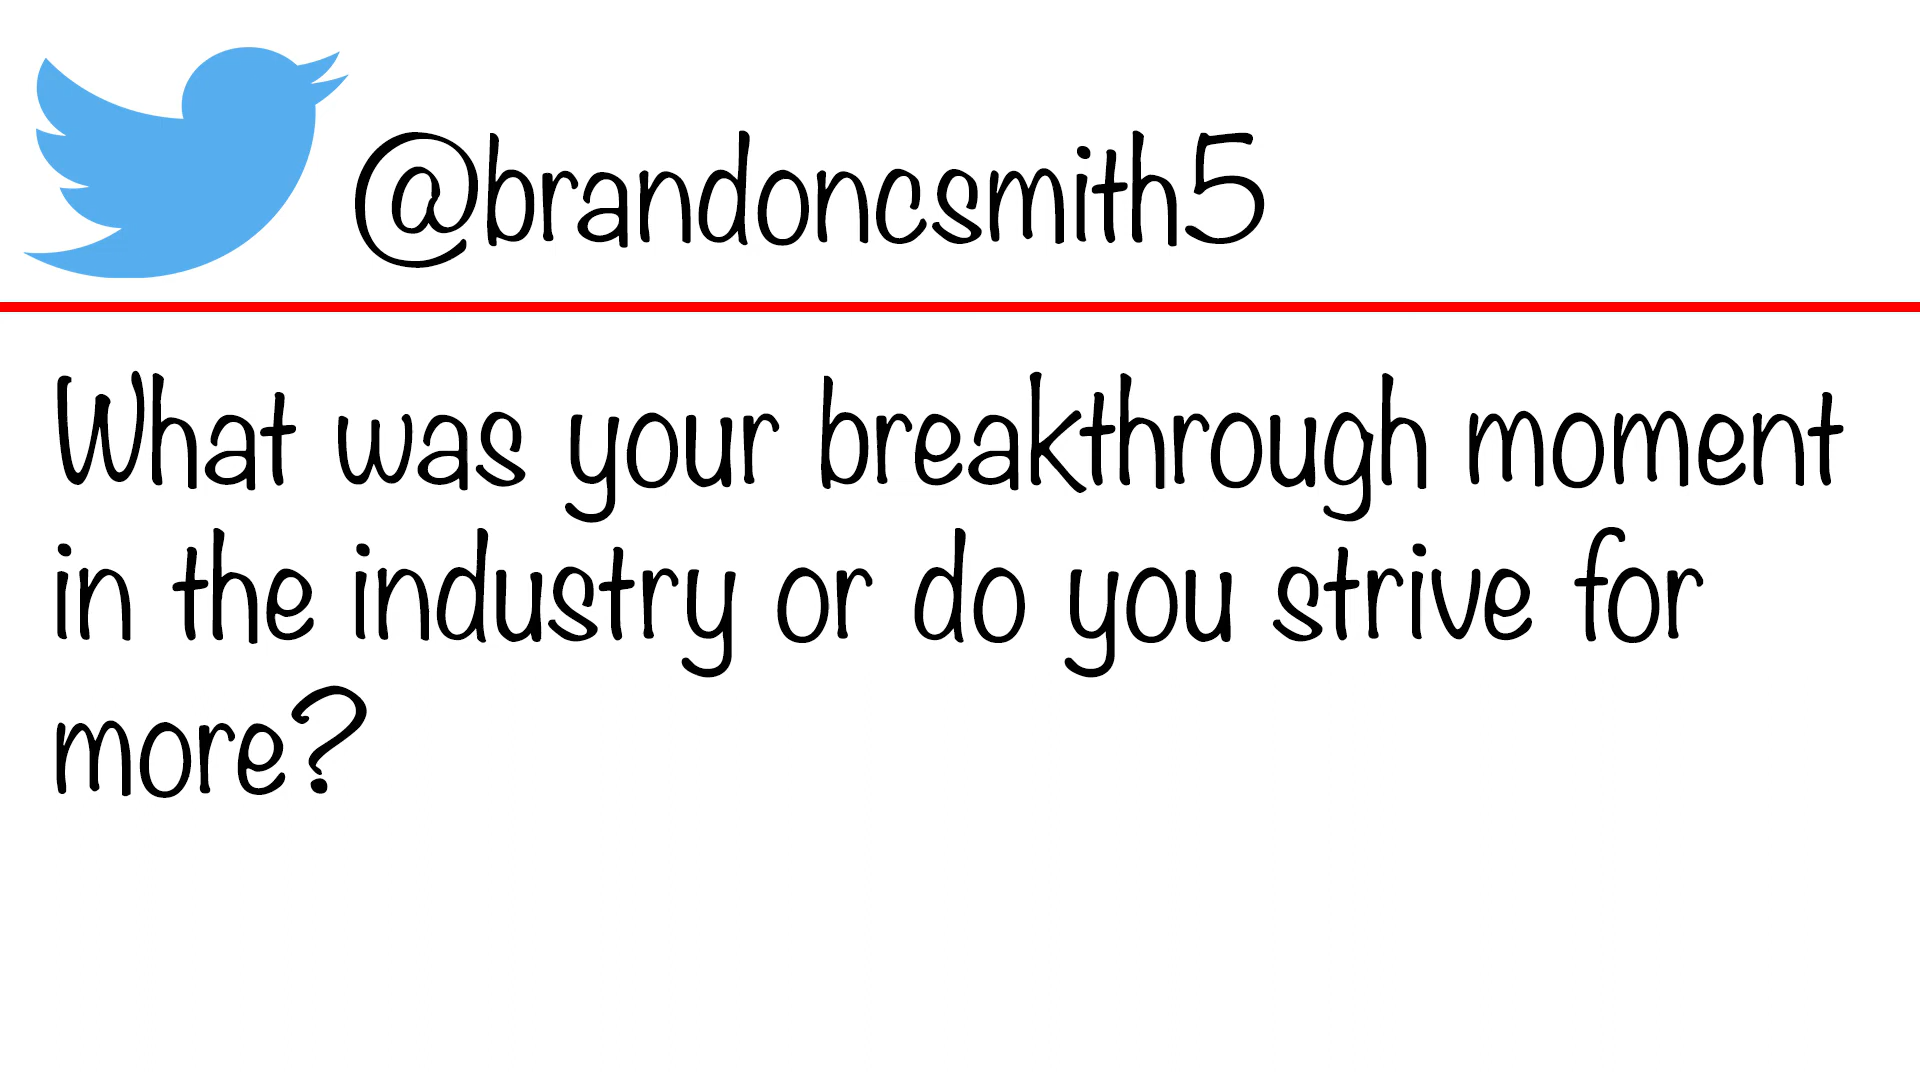 @brandoncsmith5
What was your breakthrough moment
in the industry or do you strive for
more?